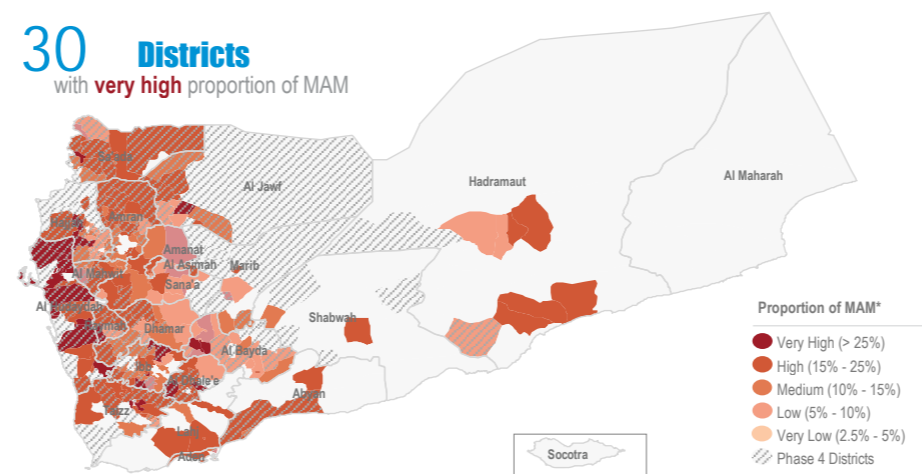 30 Districts
with very high proportion of MAM
Sa'ada
Al Jawf
Hadramaut
Al Maharah
Hajjah
Amran
Amanat
Al Asimah
Marib
Al Mahwit
Sana'a
Al Hodeydah
Raymah
Dhamar
Shabwah
Al Bayda
Ibb
Al Dhale'e
Abyan
Taizz
Lahj
Aden
Socotra
Proportion of MAM*
Very High (> 25%)
High (15% - 25%)
Medium (10% - 15%)
Low (5% - 10%)
Very Low (2.5% - 5%)
Phase 4 Districts